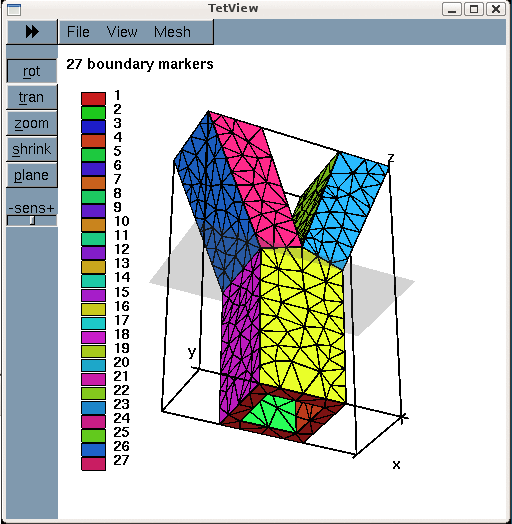 TetView
File View Mesh
27 boundary markers
rot
tran
zoom
shrink
plane
-sens+
1
2
3
4
5
6
7
8
9
10
11
12
13
14
15
16
17
18
19
20
21
22
23
24
25
26
27
z
y
x